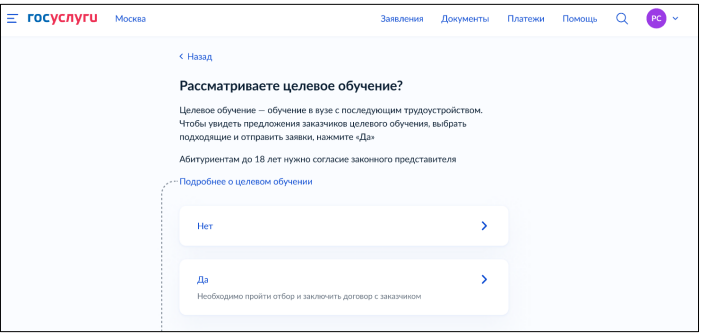 госуслуги Москва Заявления Документы Платежи Помощь РС
Назад
Рассматриваете целевое обучение?
Целевое обучение — обучение в вузе с последующим трудоустройством.
Чтобы увидеть предложения заказчиков целевого обучения, выбрать
подходящие и отправить заявки, нажмите «Да»
Абитуриентам до 18 лет нужно согласие законного представителя
Подробнее о целевом обучении
Нет
Да
Необходимо пройти отбор и заключить договор с заказчиком